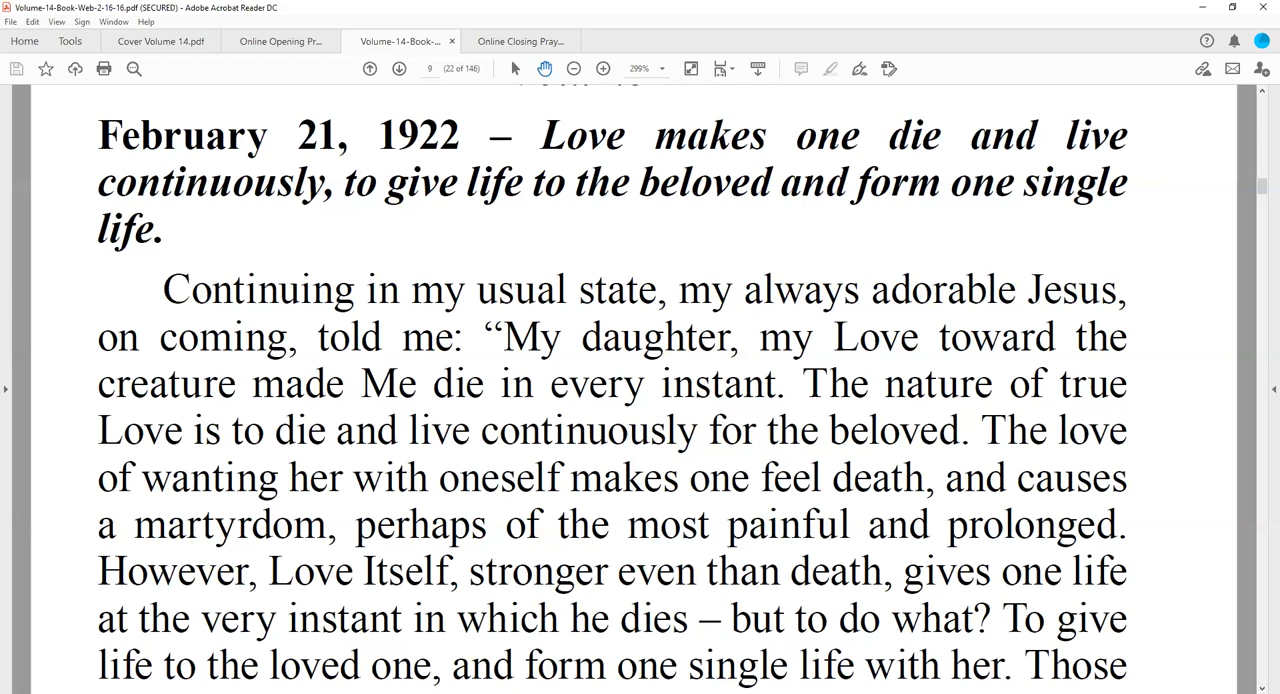 Volume-14-Book-Web-2-16-16.pdf (SECURED) - Adobe Acrobat Reader DC
File Edit View Sign Window Help
Home Tools Cover Volume 14.pdf Online Opening Pr... Volume-14-Book-... × Online Closing Pray...
9 (22 of 146) 299%
February 21, 1922 – Love makes one die and live
continuously, to give life to the beloved and form one single
life.
Continuing in my usual state, my always adorable Jesus,
on coming, told me: “My daughter, my Love toward the
creature made Me die in every instant. The nature of true
Love is to die and live continuously for the beloved. The love
of wanting her with oneself makes one feel death, and causes
a martyrdom, perhaps of the most painful and prolonged.
However, Love Itself, stronger even than death, gives one life
at the very instant in which he dies – but to do what? To give
life to the loved one, and form one single life with her. Those